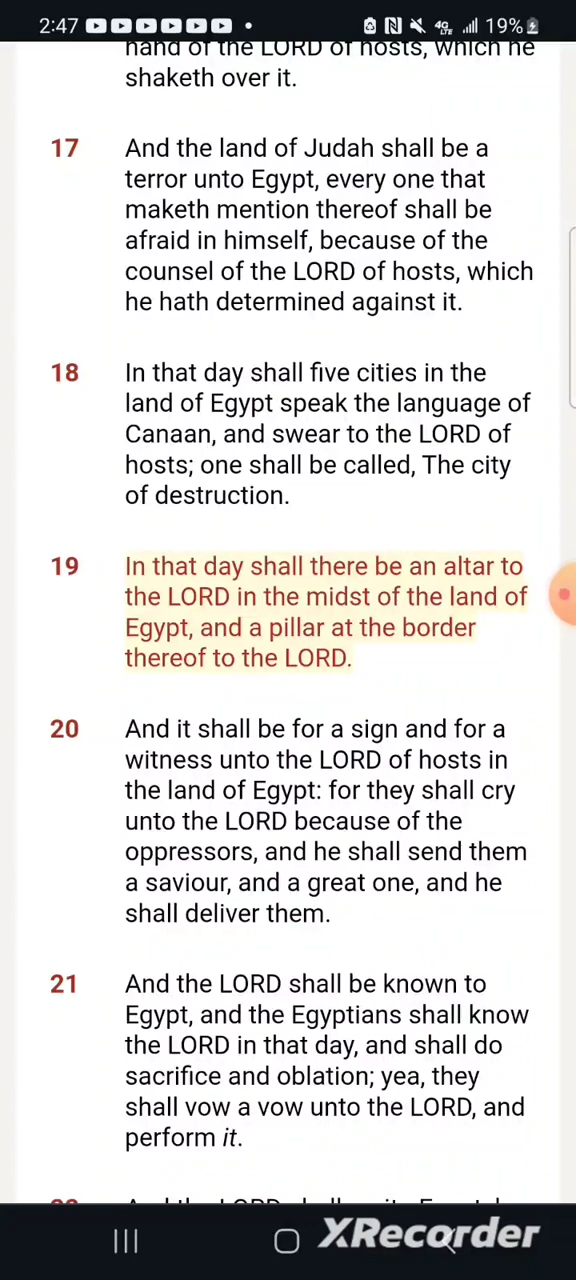 2:47
4G
LTE
19%
hand of the LORD of hosts, which he
shaketh over it.
17 And the land of Judah shall be a
terror unto Egypt, every one that
maketh mention thereof shall be
afraid in himself, because of the
counsel of the LORD of hosts, which
he hath determined against it.
18 In that day shall five cities in the
land of Egypt speak the language of
Canaan, and swear to the LORD of
hosts; one shall be called, The city
of destruction.
19 In that day shall there be an altar to
the LORD in the midst of the land of
Egypt, and a pillar at the border
thereof to the LORD.
20 And it shall be for a sign and for a
witness unto the LORD of hosts in
the land of Egypt: for they shall cry
unto the LORD because of the
oppressors, and he shall send them
a saviour, and a great one, and he
shall deliver them.
21 And the LORD shall be known to
Egypt, and the Egyptians shall know
the LORD in that day, and shall do
sacrifice and oblation; yea, they
shall vow a vow unto the LORD, and
perform it.
XRecorder